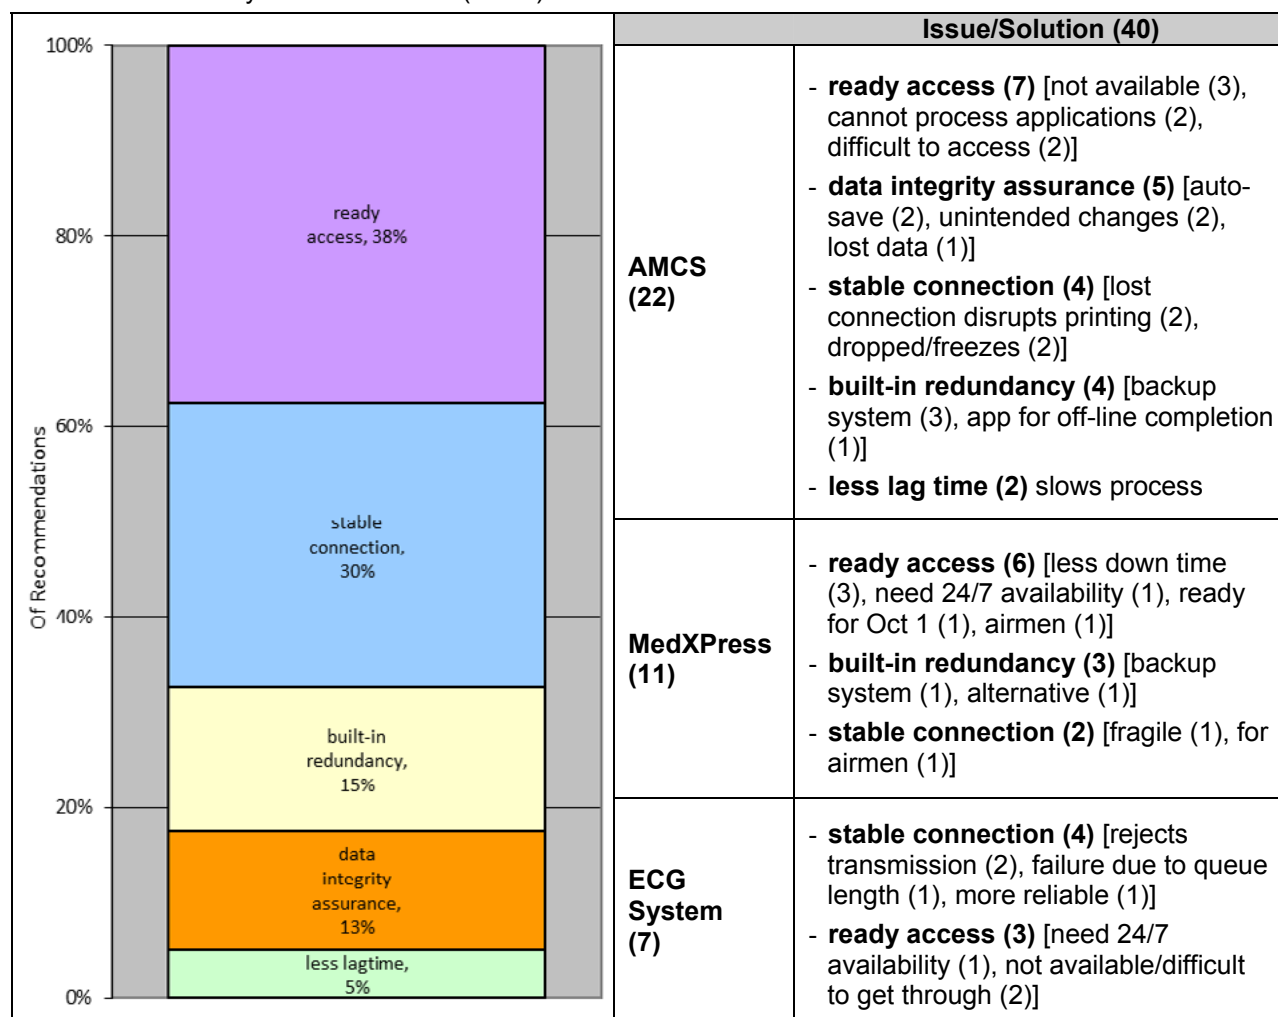 Issue/Solution (40)
100%
80%
60%
40%
20%
0%
Of Recommendations
ready
access, 38%
stable
connection,
30%
built-in
redundancy,
15%
data
integrity
assurance,
13%
less lagtime,
5%
AMCS
(22)
- ready access (7) [not available (3),
cannot process applications (2),
difficult to access (2)]
- data integrity assurance (5) [auto-
save (2), unintended changes (2),
lost data (1)]
- stable connection (4) [lost
connection disrupts printing (2),
dropped/freezes (2)]
- built-in redundancy (4) [backup
system (3), app for off-line completion
(1)]
- less lag time (2) slows process
MedXPress
(11)
- ready access (6) [less down time
(3), need 24/7 availability (1), ready
for Oct 1 (1), airmen (1)]
- built-in redundancy (3) [backup
system (1), alternative (1)]
- stable connection (2) [fragile (1), for
airmen (1)]
ECG
System
(7)
- stable connection (4) [rejects
transmission (2), failure due to queue
length (1), more reliable (1)]
- ready access (3) [need 24/7
availability (1), not available/difficult
to get through (2)]